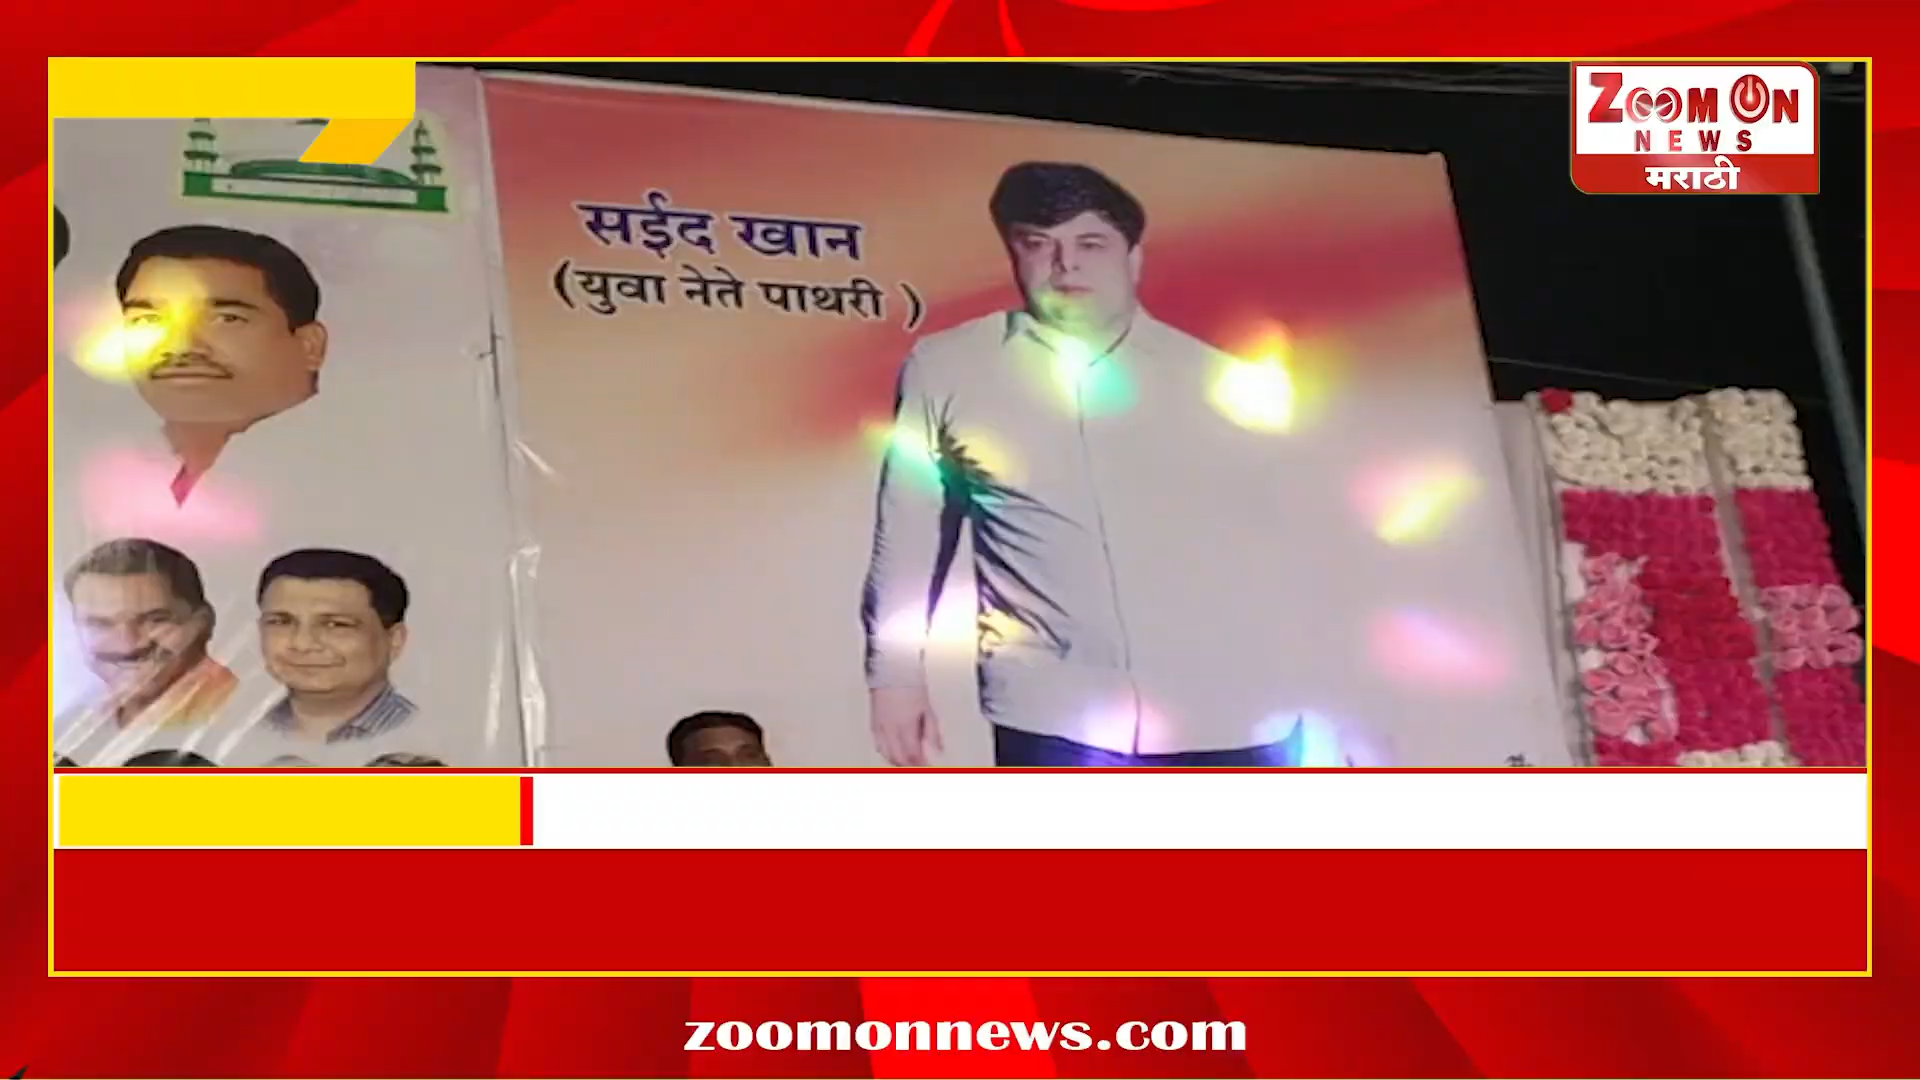 ZOOM ON
NEWS
मराठी
सईद खान
(युवा नेते पाथरी )
zoomonnews.com